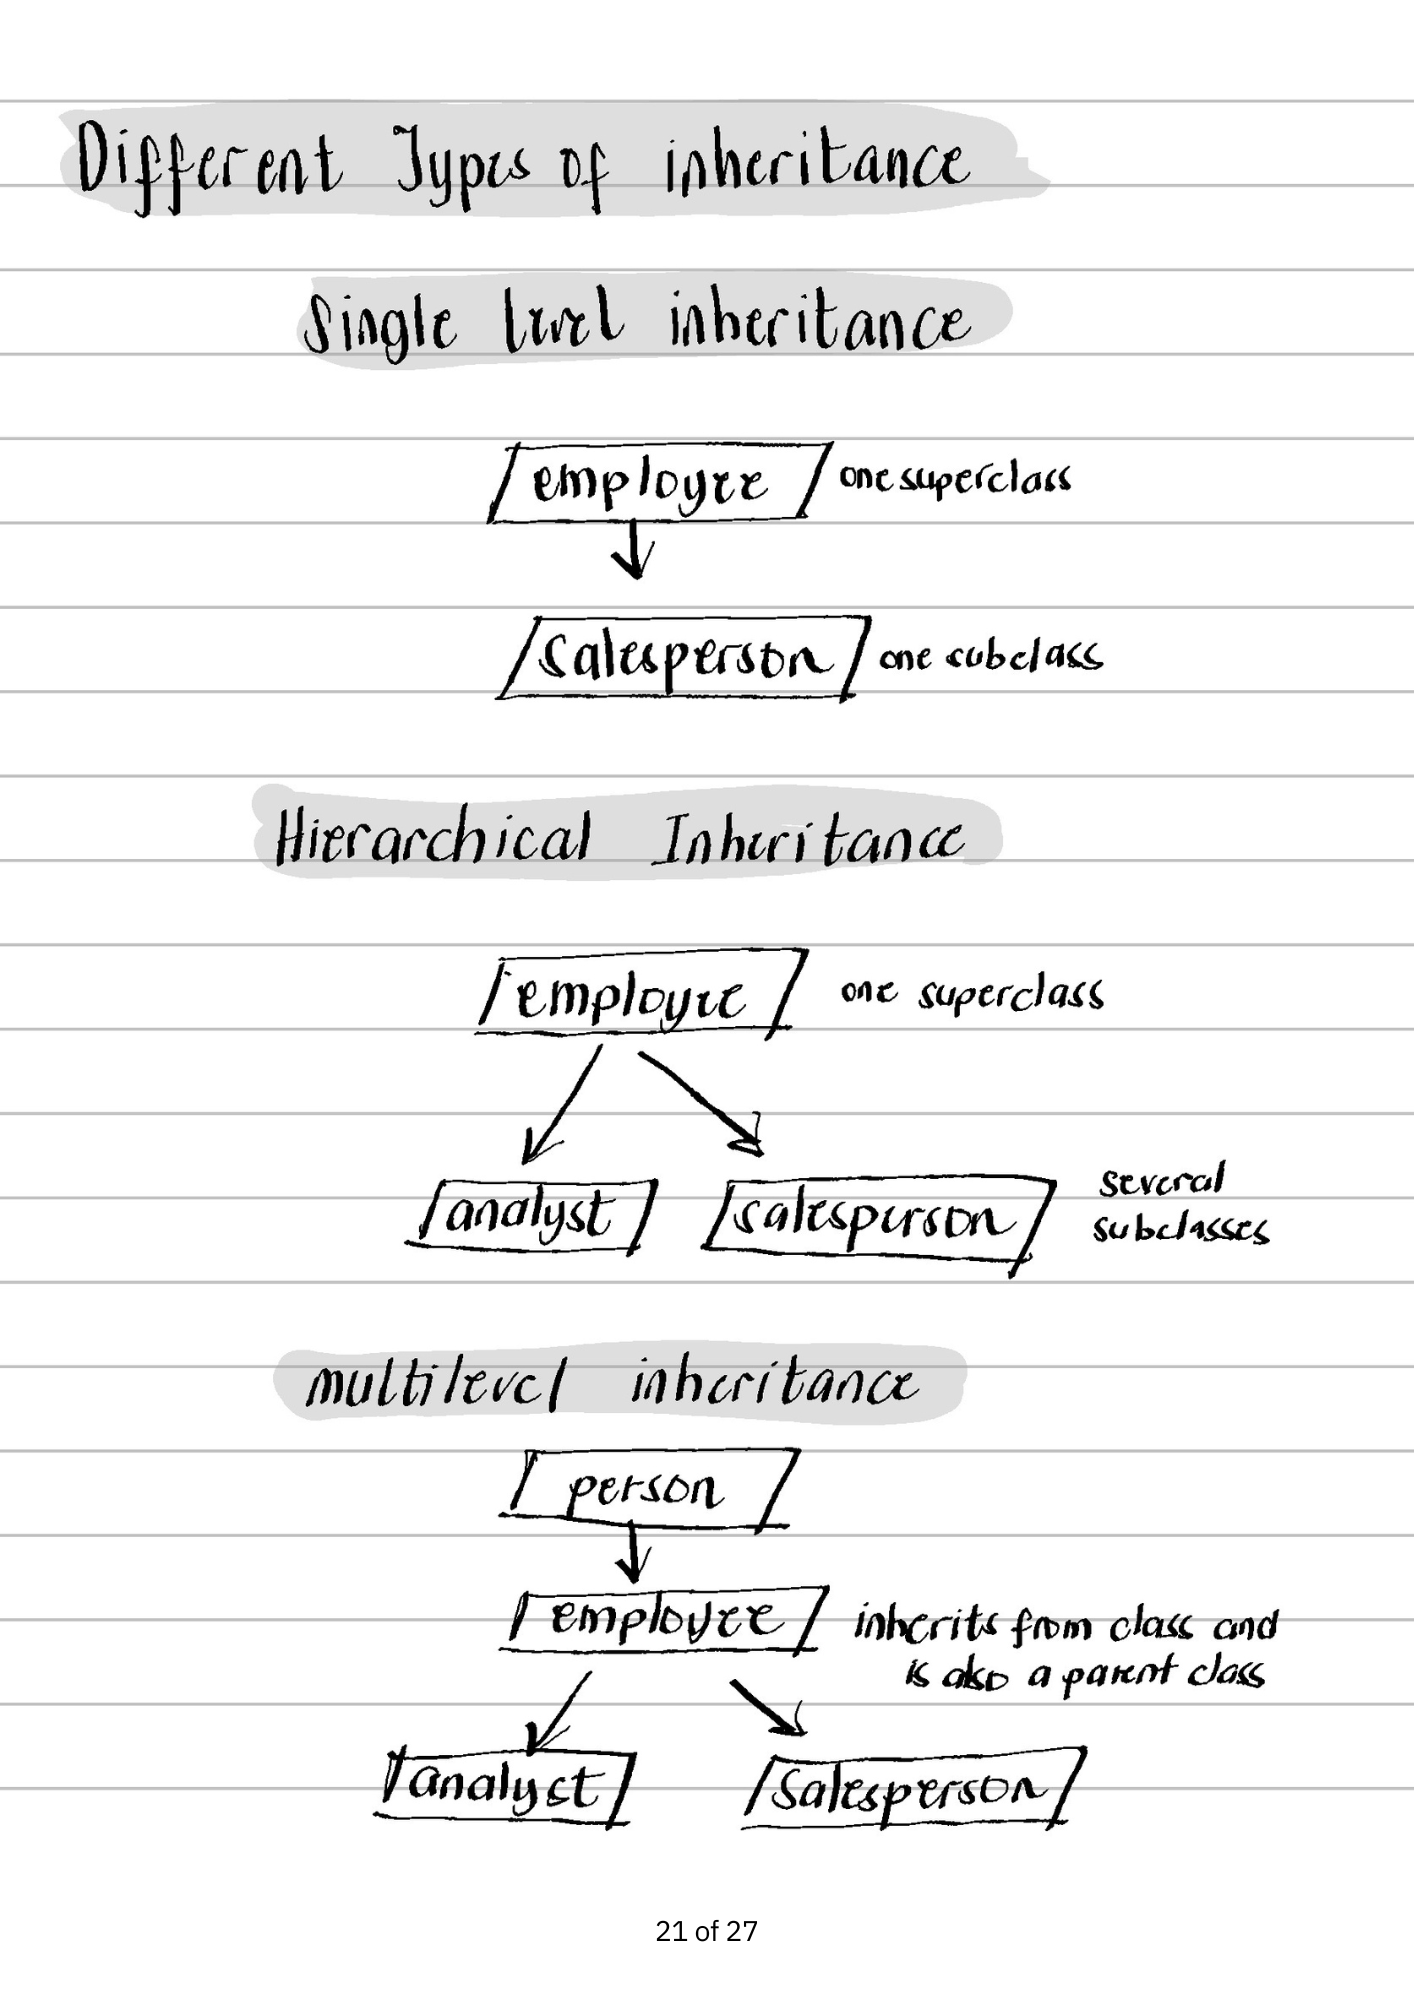 Different Types of inheritance
Single level inheritance
employee one superclass
salesperson one subclass
Hierarchical Inheritance
employee one superclass
analyst salesperson several
subclasses
multilevel inheritance
person
employee inherits from class and
is also a parent class
analyst salesperson
21 of 27